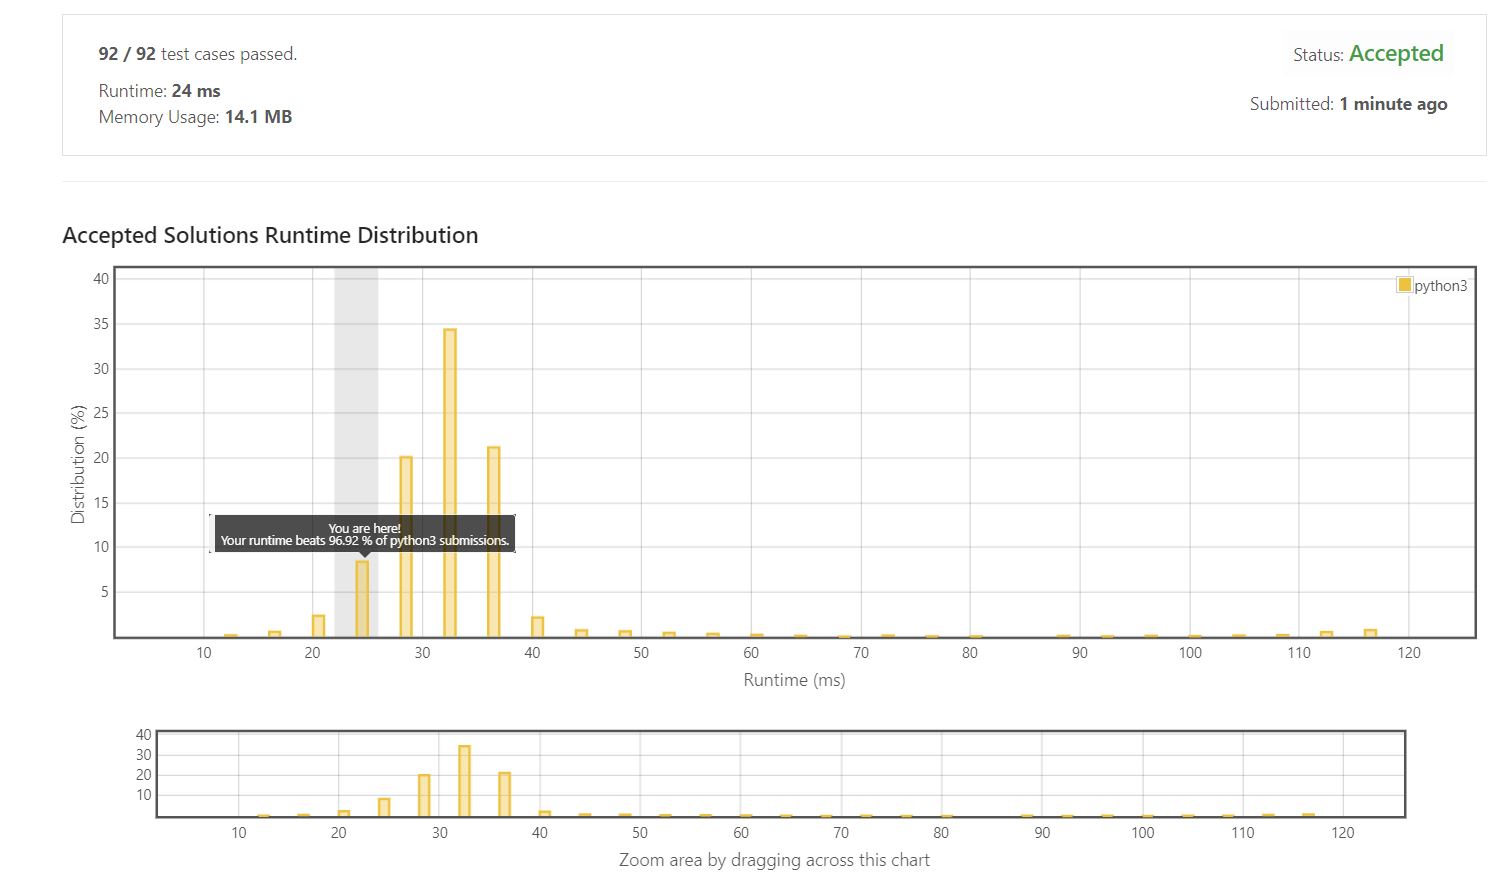 92 / 92 test cases passed.
Status: Accepted
Runtime: 24 ms
Submitted: 1 minute ago
Memory Usage: 14.1 MB
Accepted Solutions Runtime Distribution
40
python3
35
30
25
20
15
10
5
Distribution (%)
You are here!
Your runtime beats 96.92 % of python3 submissions.
10 20 30 40 50 60 70 80 90 100 110 120
Runtime (ms)
40
30
20
10
10 20 30 40 50 60 70 80 90 100 110 120
Zoom area by dragging across this chart